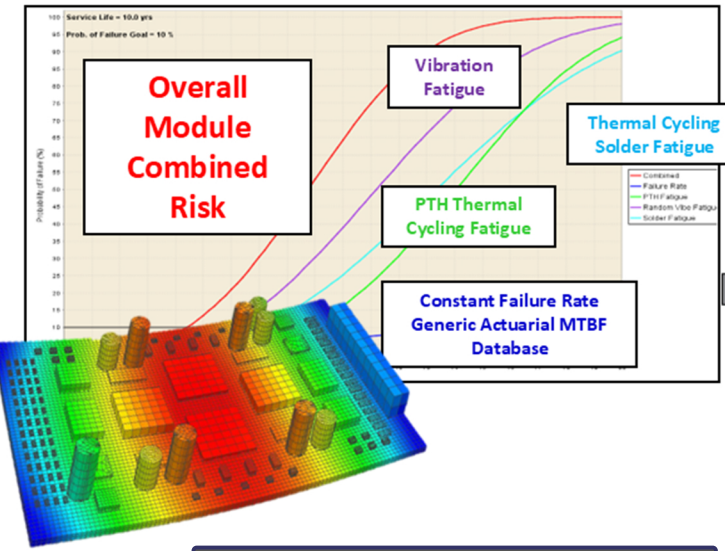 Service Life = 10.0 yrs
Prob. of Failure Goal = 10 %
Overall
Module
Combined
Risk
Vibration
Fatigue
Thermal Cycling
Solder Fatigue
PTH Thermal
Cycling Fatigue
Constant Failure Rate
Generic Actuarial MTBF
Database
Probability of Failure (%)
100
95
90
85
80
75
70
65
60
55
50
45
40
35
30
25
20
15
10
Combined
Failure Rate
PTH Fatigue
Random Vibe Fatigu
Solder Fatigue